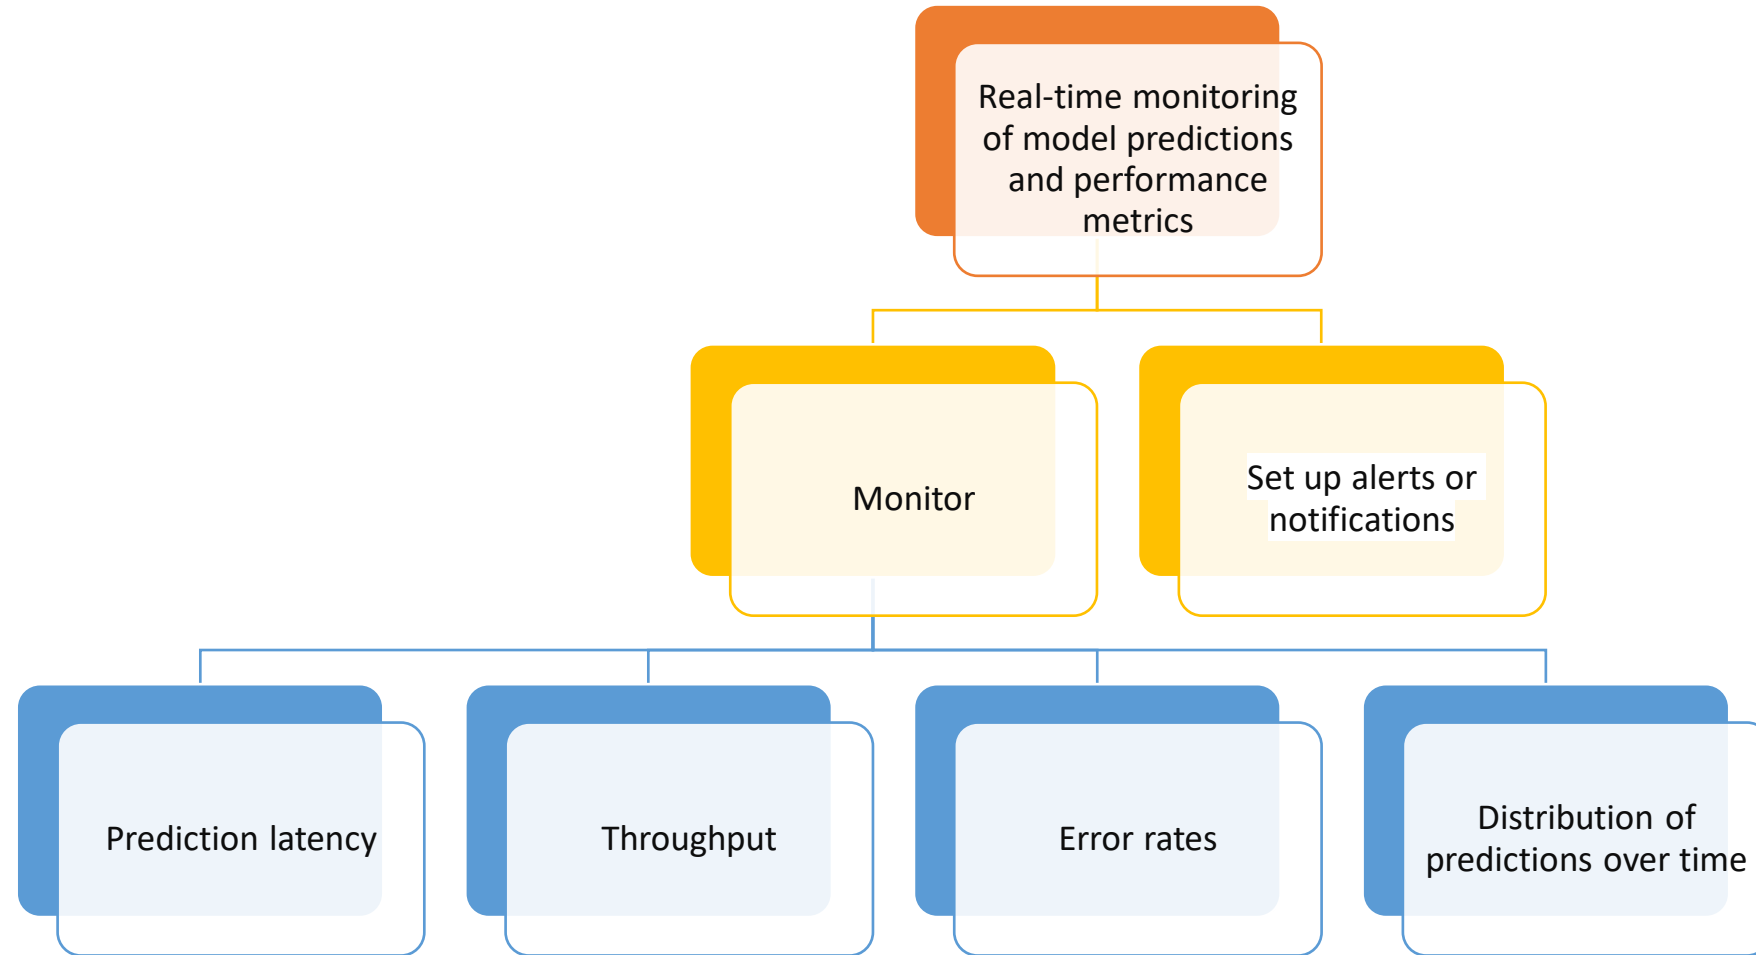 Real-time monitoring
of model predictions
and performance
metrics
Monitor
Set up alerts or
notifications
Prediction latency
Throughput
Error rates
Distribution of
predictions over time